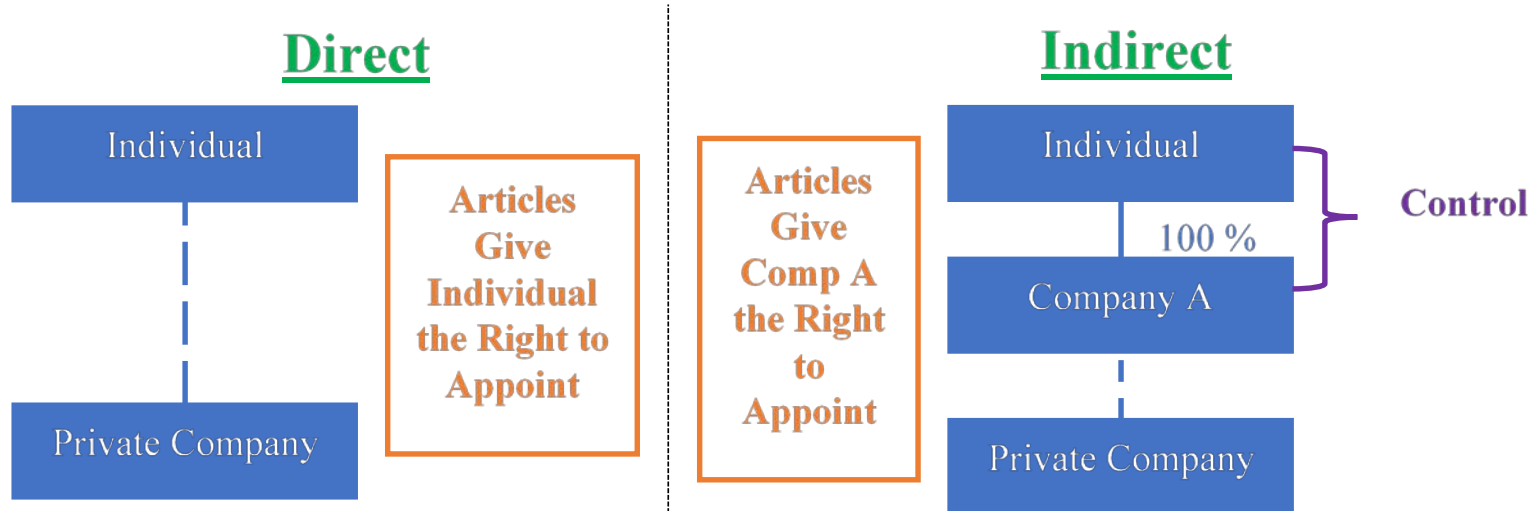 Direct
Individual
Articles
Give
Individual
the Right to
Appoint
Private Company
Indirect
Articles
Give
Comp A
the Right
to
Appoint
Individual
100 %
Control
Company A
Private Company